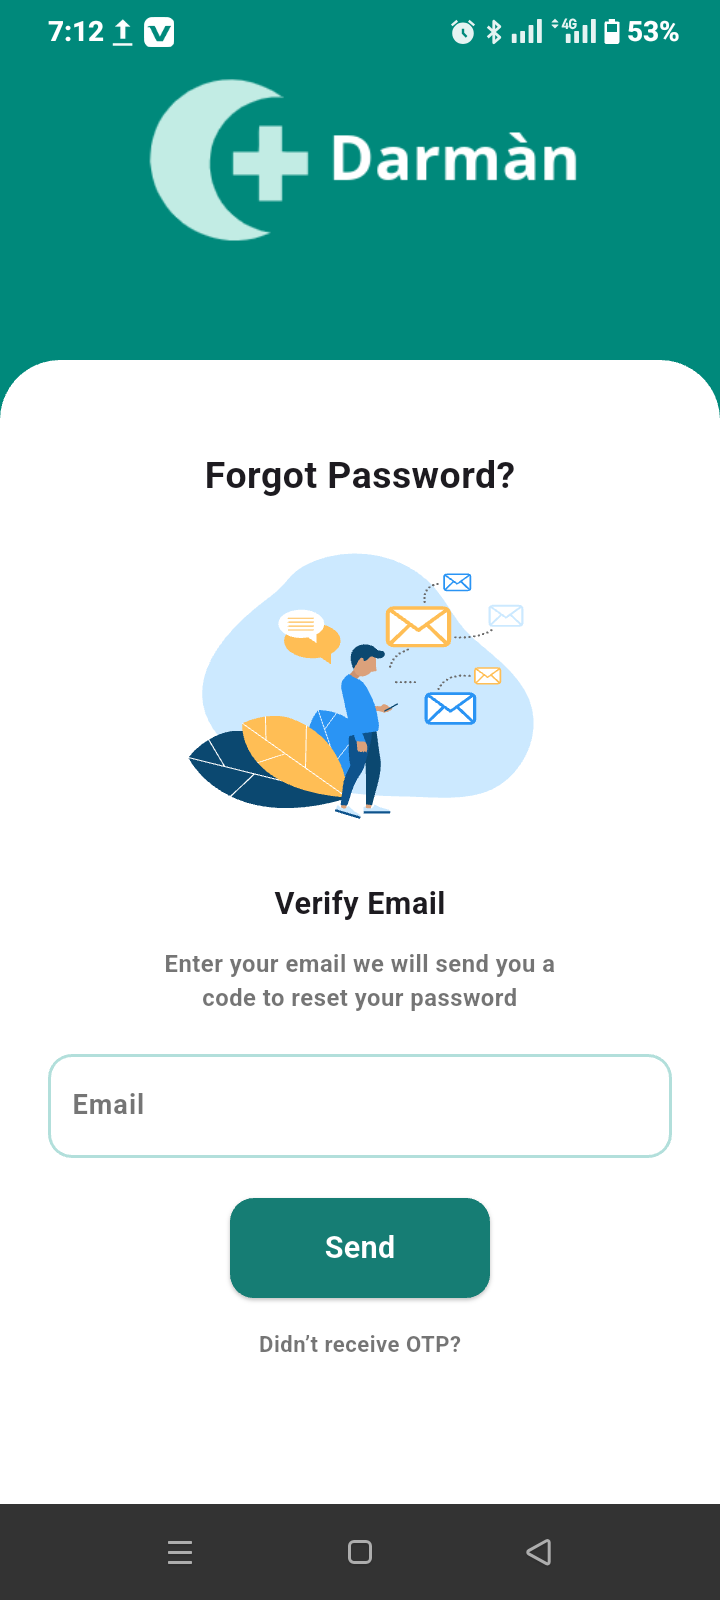 7:12
4G
53%
Darmàn
Forgot Password?
Verify Email
Enter your email we will send you a
code to reset your password
Email
Send
Didn’t receive OTP?